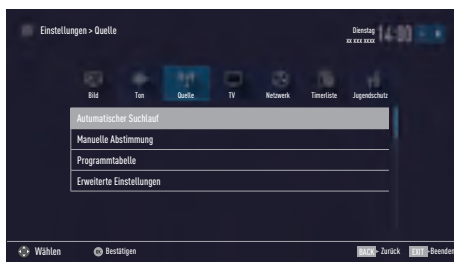 Einstellungen > Quelle
Dienstag 14:00
xx xxx xxxx
Bild Ton Quelle TV Netzwerk Timerliste Jugendschutz
Automatischer Suchlauf
Manuelle Abstimmung
Programmtabelle
Erweiterte Einstellungen
Wählen OK Bestätigen BACK - Zurück EXIT -Beenden